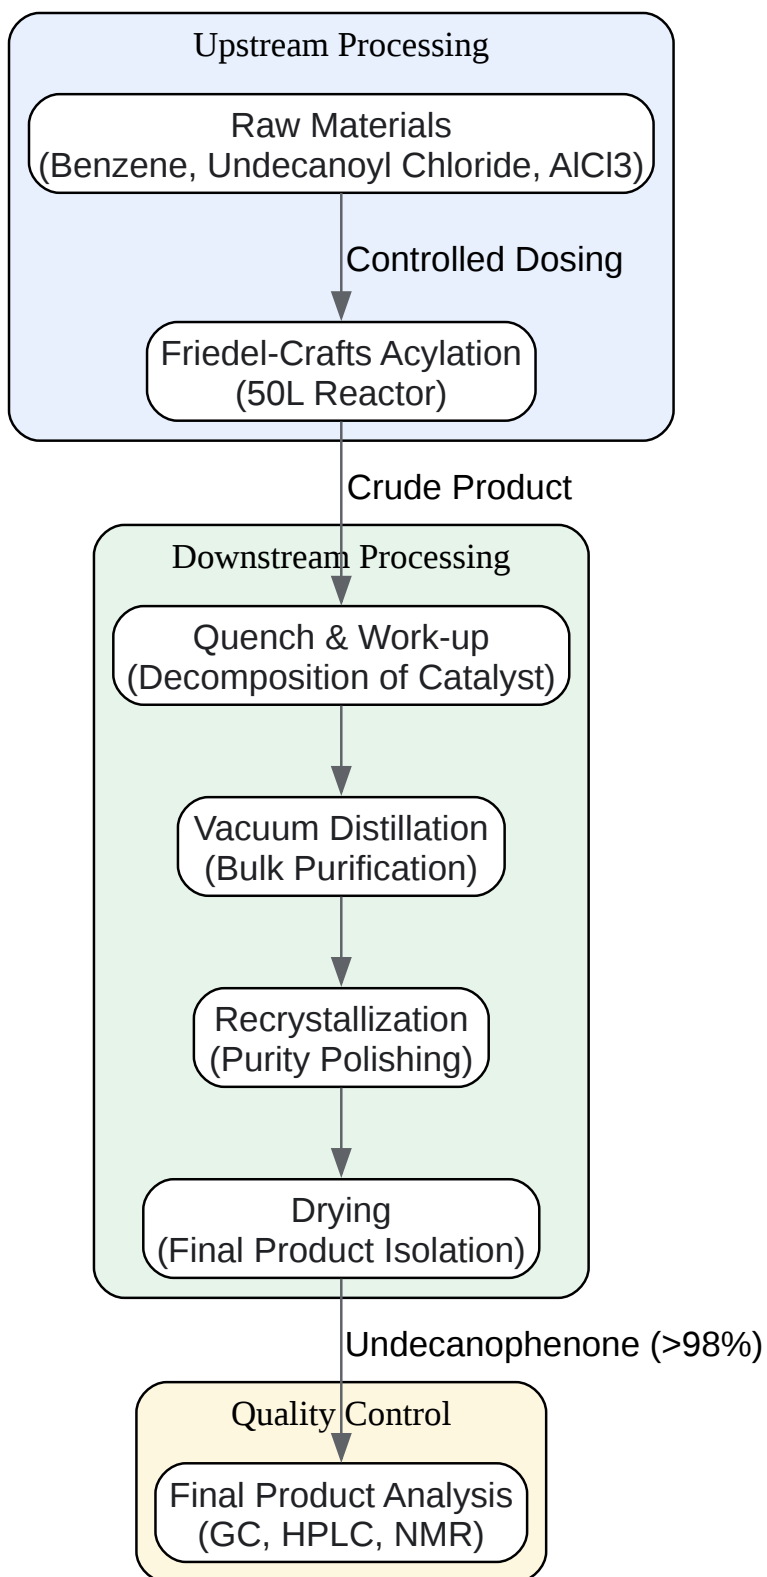 Upstream Processing
Raw Materials
(Benzene, Undecanoyl Chloride, AlCl3)
Controlled Dosing
Friedel-Crafts Acylation
(50L Reactor)
Crude Product
Downstream Processing
Quench & Work-up
(Decomposition of Catalyst)
Vacuum Distillation
(Bulk Purification)
Recrystallization
(Purity Polishing)
Drying
(Final Product Isolation)
Undecanophenone (>98%)
Quality Control
Final Product Analysis
(GC, HPLC, NMR)